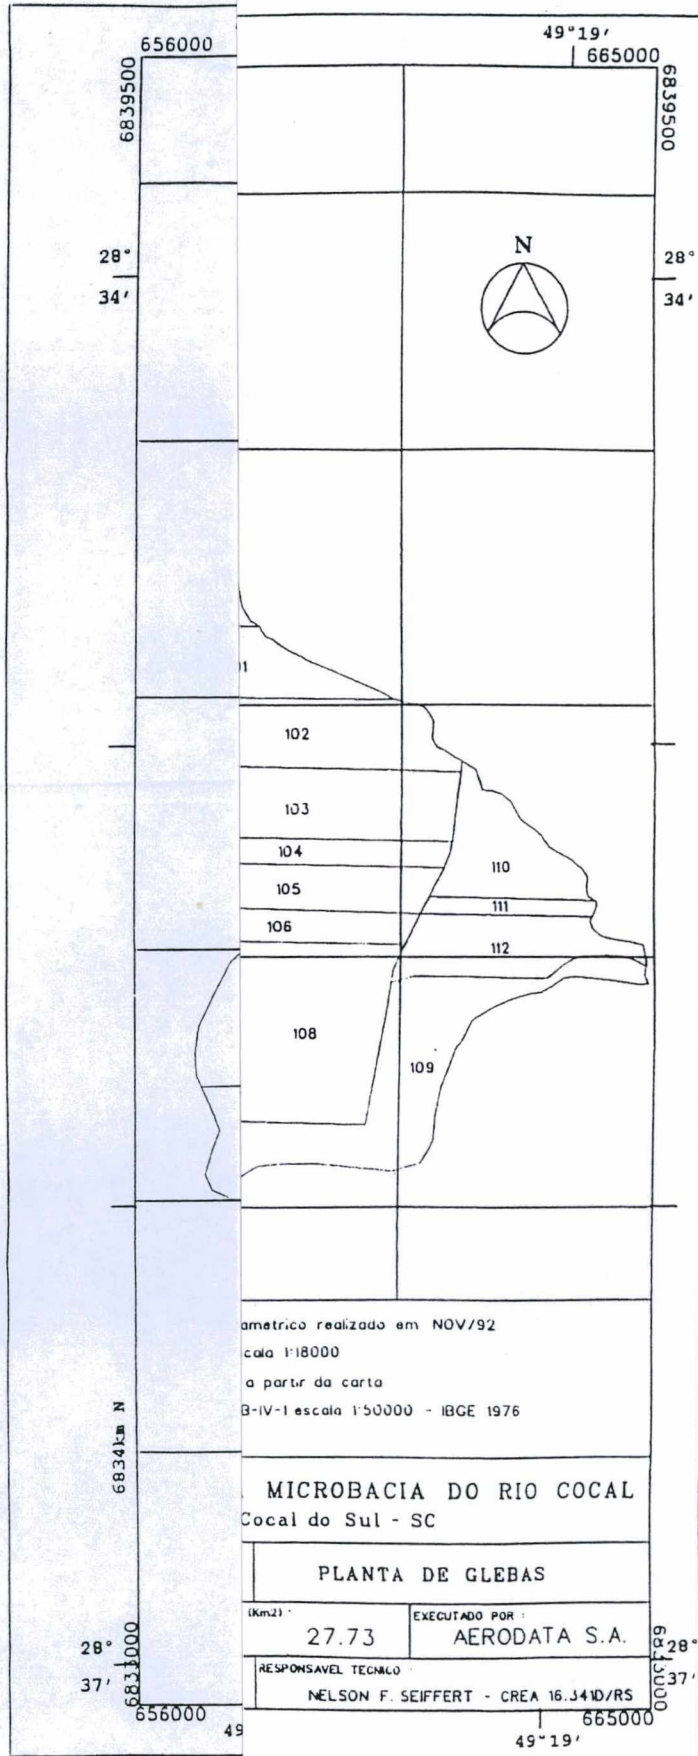 49°19′
656000
665000
6839500
6839500
N
28°
34′
28°
34′
102
103
104
105
106
110
111
112
108
109
ametrico realizado em NOV/92
cala 1:18000
a partir da carta
B-IV-1 escala 1:50000 - IBGE 1976
6834km N
MICROBACIA DO RIO COCAL
Cocal do Sul - SC
PLANTA DE GLEBAS
(Km2) :
27.73
EXECUTADO POR :
AERODATA S.A.
RESPONSAVEL TECNICO
NELSON F. SEIFFERT - CREA 16.341D/RS
28°
37′
6833000
28°
37′
656000
665000
49
49°19′